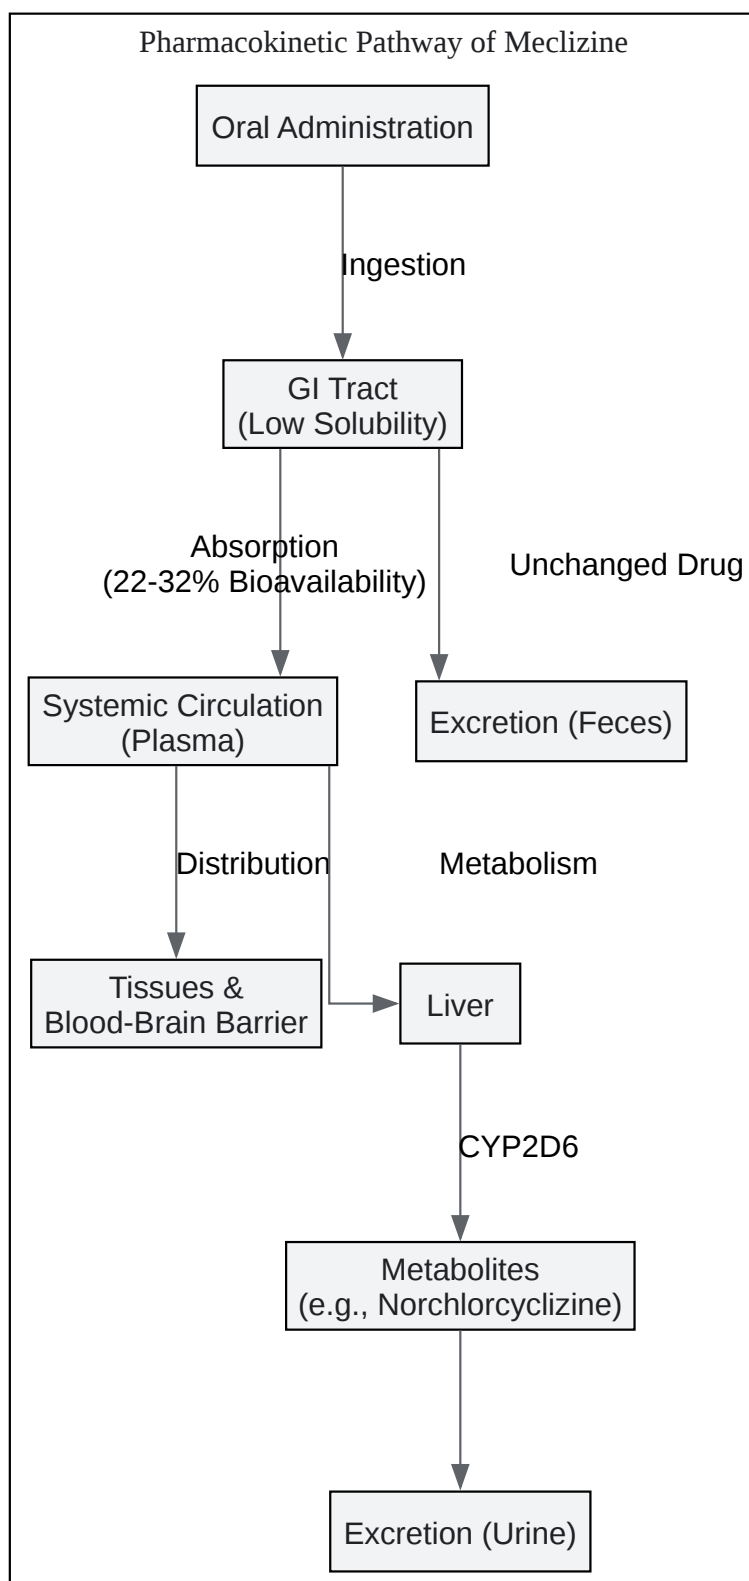 Pharmacokinetic Pathway of Meclizine
Oral Administration
Ingestion
GI Tract
(Low Solubility)
Absorption
(22-32% Bioavailability)
Unchanged Drug
Systemic Circulation
(Plasma)
Excretion (Feces)
Distribution
Metabolism
Tissues &
Blood-Brain Barrier
Liver
CYP2D6
Metabolites
(e.g., Norchlorcyclizine)
Excretion (Urine)